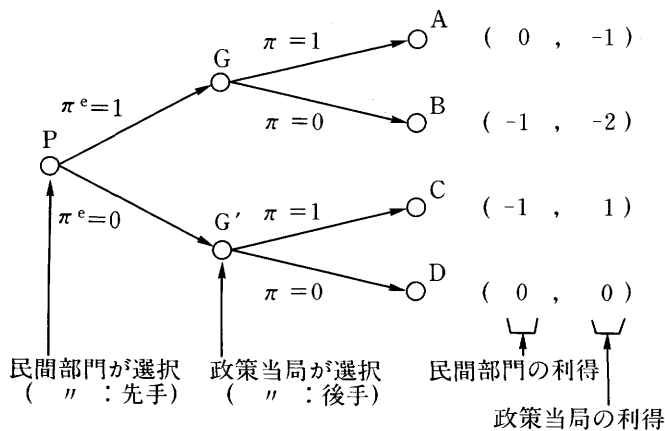 π=1 A ( 0 , -1)
G
π^e=1 π=0 B (-1 , -2)
P
π^e=0 G′ π=1 C (-1 , 1)
π=0 D ( 0 , 0)
民間部門が選択 政策当局が選択 民間部門の利得
( 〃 :先手) ( 〃 :後手)
政策当局の利得